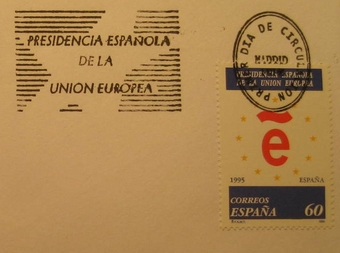 PRESIDENCIA ESPAÑOLA
DE LA
UNION EUROPEA
PRIMER DIA DE CIRCULACION
MADRID
PRESIDENCIA ESPAÑOLA
DE LA UNION EUROPEA
ẽ
1995 ESPAÑA
CORREOS
ESPAÑA 60